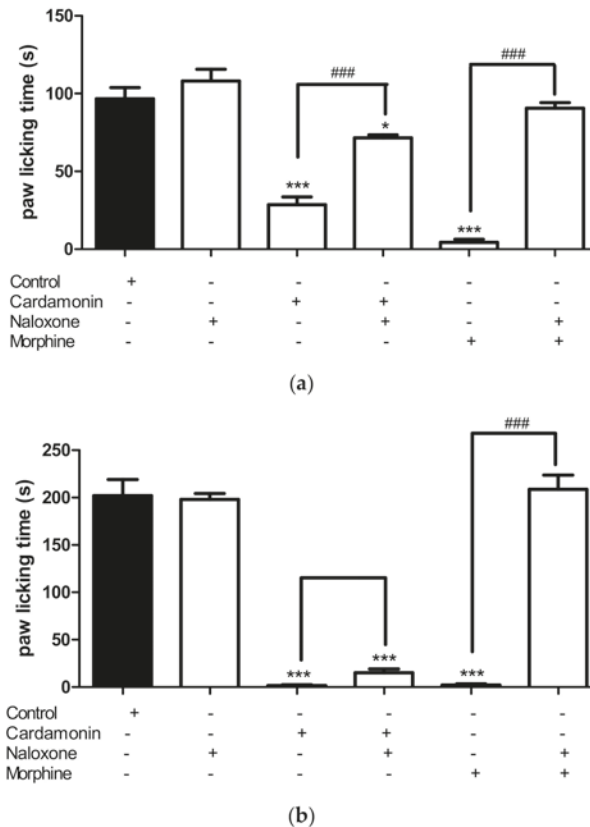 (a)
150
100
50
0
paw licking time (s)
###
###
***
*
***
Control + - - - - -
Cardamonin - - + + - -
Naloxone - + - + - +
Morphine - - - - + +
(a)
250
200
150
100
50
0
paw licking time (s)
###
***
***
***
Control + - - - - -
Cardamonin - - + + - -
Naloxone - + - + - +
Morphine - - - - + +
(b)